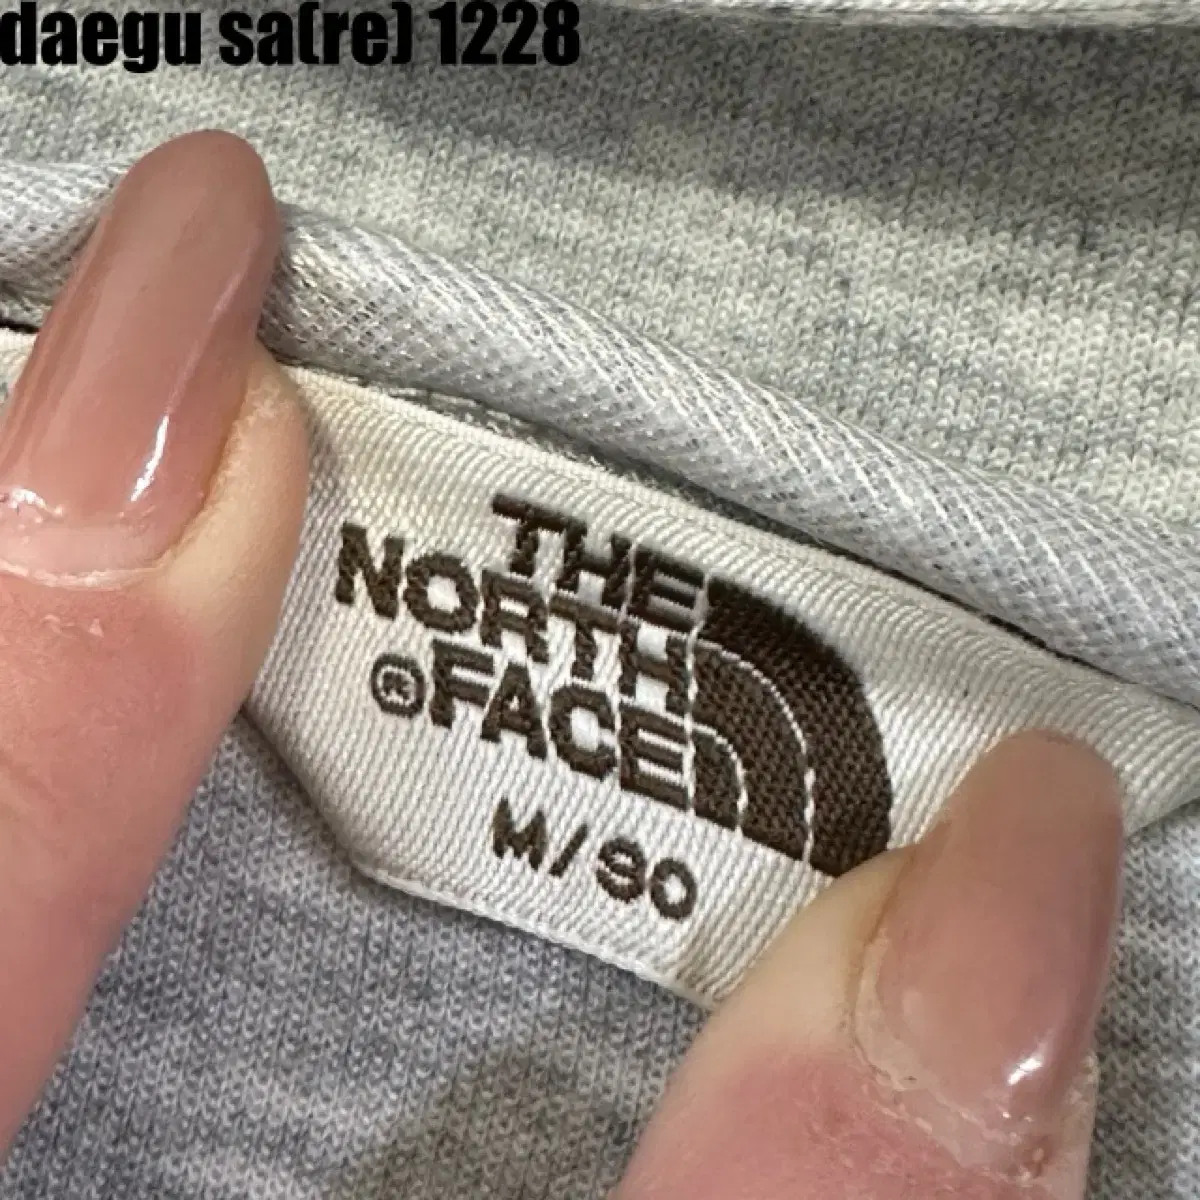 daegu sa(re) 1228
THE
NORTH
®FACE
M/90